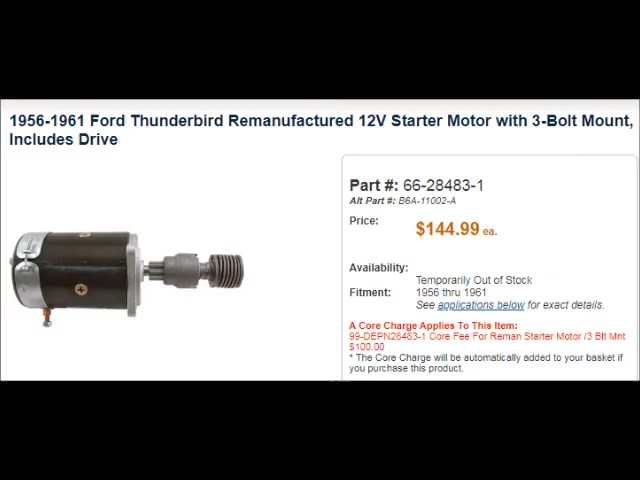 1956-1961 Ford Thunderbird Remanufactured 12V Starter Motor with 3-Bolt Mount,
Includes Drive
Part #: 66-28483-1
Alt Part #: B6A-11002-A
Price:
$144.99 ea.
Availability:
Temporarily Out of Stock
Fitment: 1956 thru 1961
See applications below for exact details.
A Core Charge Applies To This Item:
99-DEPN28483-1 Core Fee For Reman Starter Motor /3 Blt Mnt
$100.00
* The Core Charge will be automatically added to your basket if
you purchase this product.